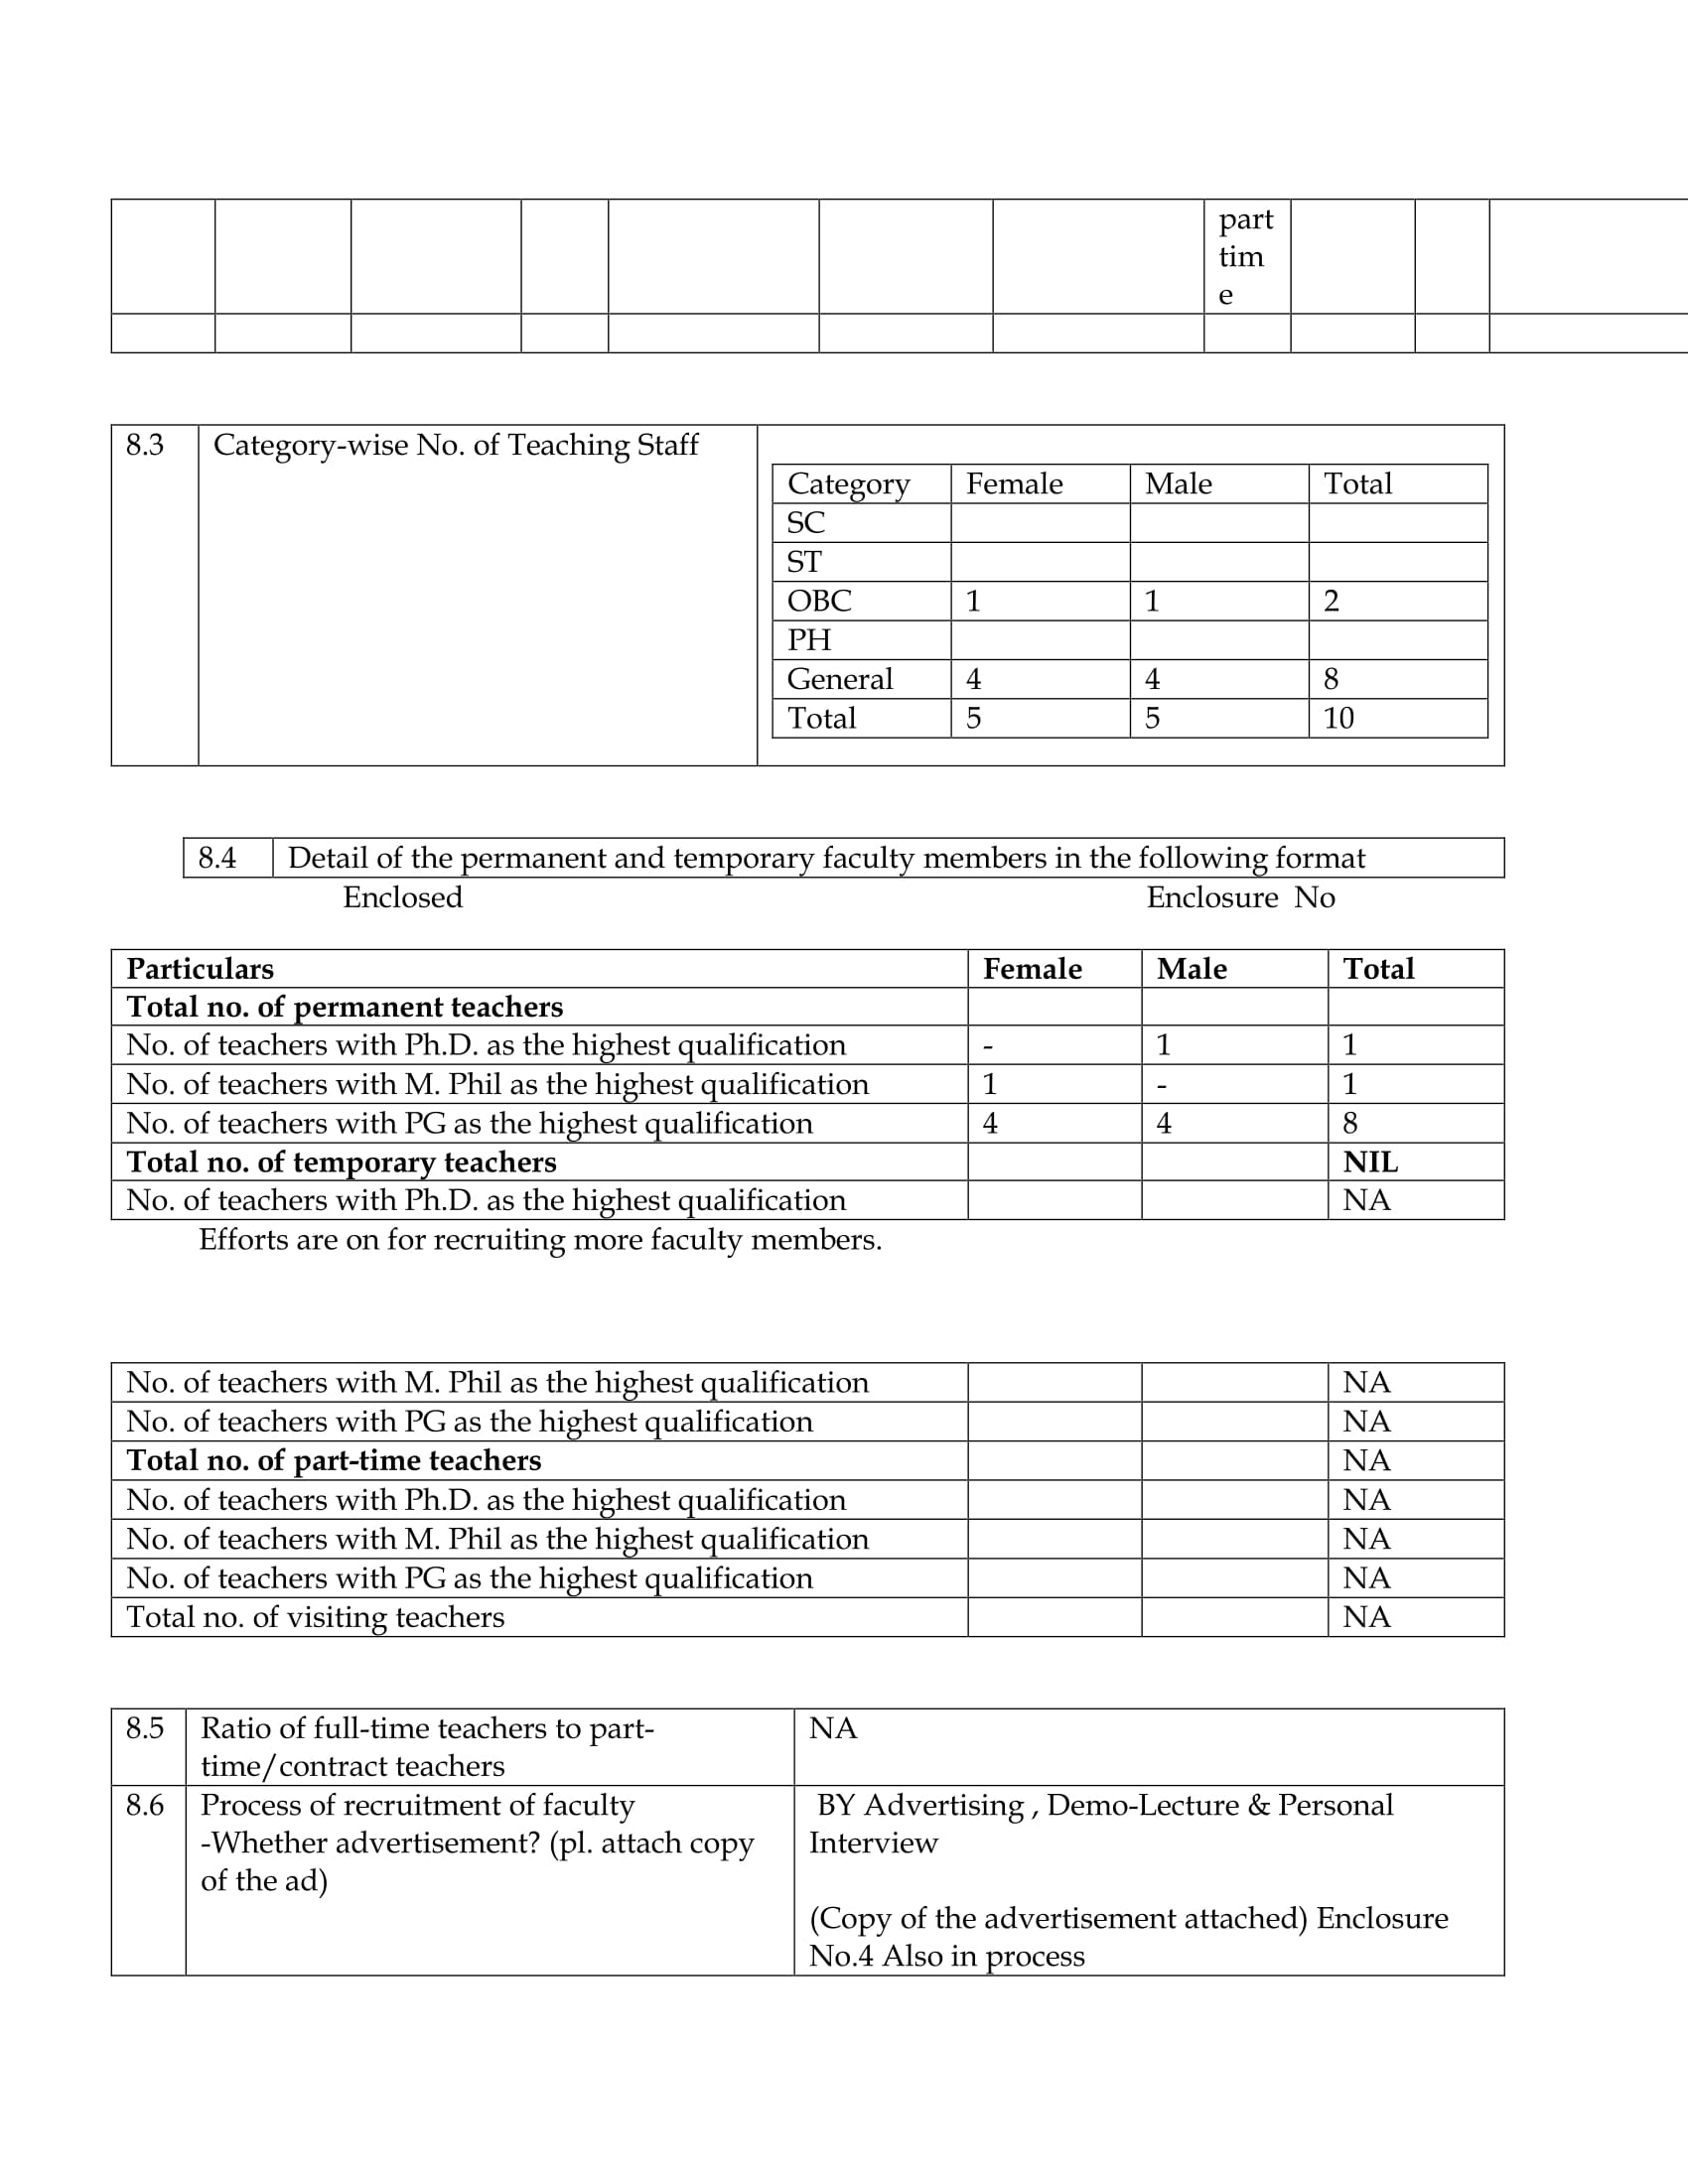 part
tim
e
8.3 Category-wise No. of Teaching Staff
Category Female Male Total
SC
ST
OBC 1 1 2
PH
General 4 4 8
Total 5 5 10
8.4 Detail of the permanent and temporary faculty members in the following format
Enclosed Enclosure No
Particulars Female Male Total
Total no. of permanent teachers
No. of teachers with Ph.D. as the highest qualification - 1 1
No. of teachers with M. Phil as the highest qualification 1 - 1
No. of teachers with PG as the highest qualification 4 4 8
Total no. of temporary teachers NIL
No. of teachers with Ph.D. as the highest qualification NA
Efforts are on for recruiting more faculty members.
No. of teachers with M. Phil as the highest qualification NA
No. of teachers with PG as the highest qualification NA
Total no. of part-time teachers NA
No. of teachers with Ph.D. as the highest qualification NA
No. of teachers with M. Phil as the highest qualification NA
No. of teachers with PG as the highest qualification NA
Total no. of visiting teachers NA
8.5 Ratio of full-time teachers to part- NA
time/contract teachers
8.6 Process of recruitment of faculty BY Advertising , Demo-Lecture & Personal
-Whether advertisement? (pl. attach copy Interview
of the ad)
(Copy of the advertisement attached) Enclosure
No.4 Also in process